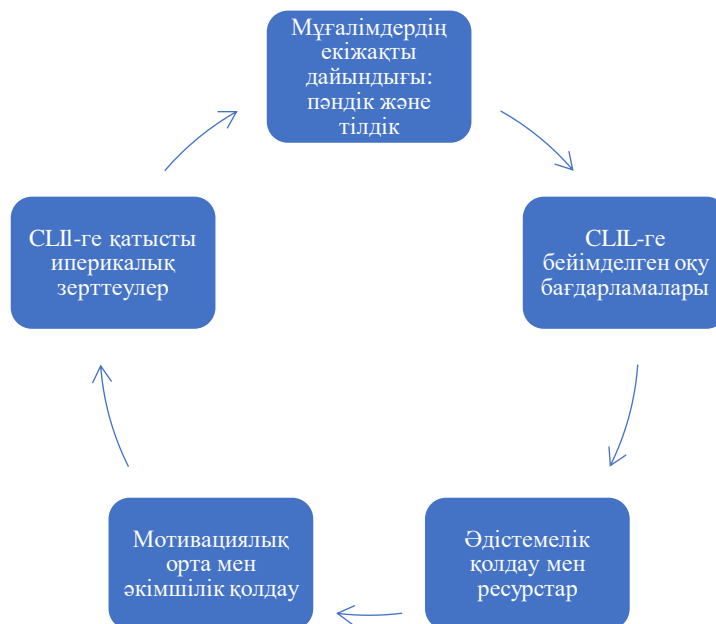 Мұғалімдердің
екіжақты
дайындығы:
пәндік және
тілдік
CLIL-ге
бейімделген оқу
бағдарламалары
Әдістемелік
қолдау мен
ресурстар
Мотивациялық
орта мен
әкімшілік қолдау
CLIl-ге қатысты
иперикалық
зерттеулер